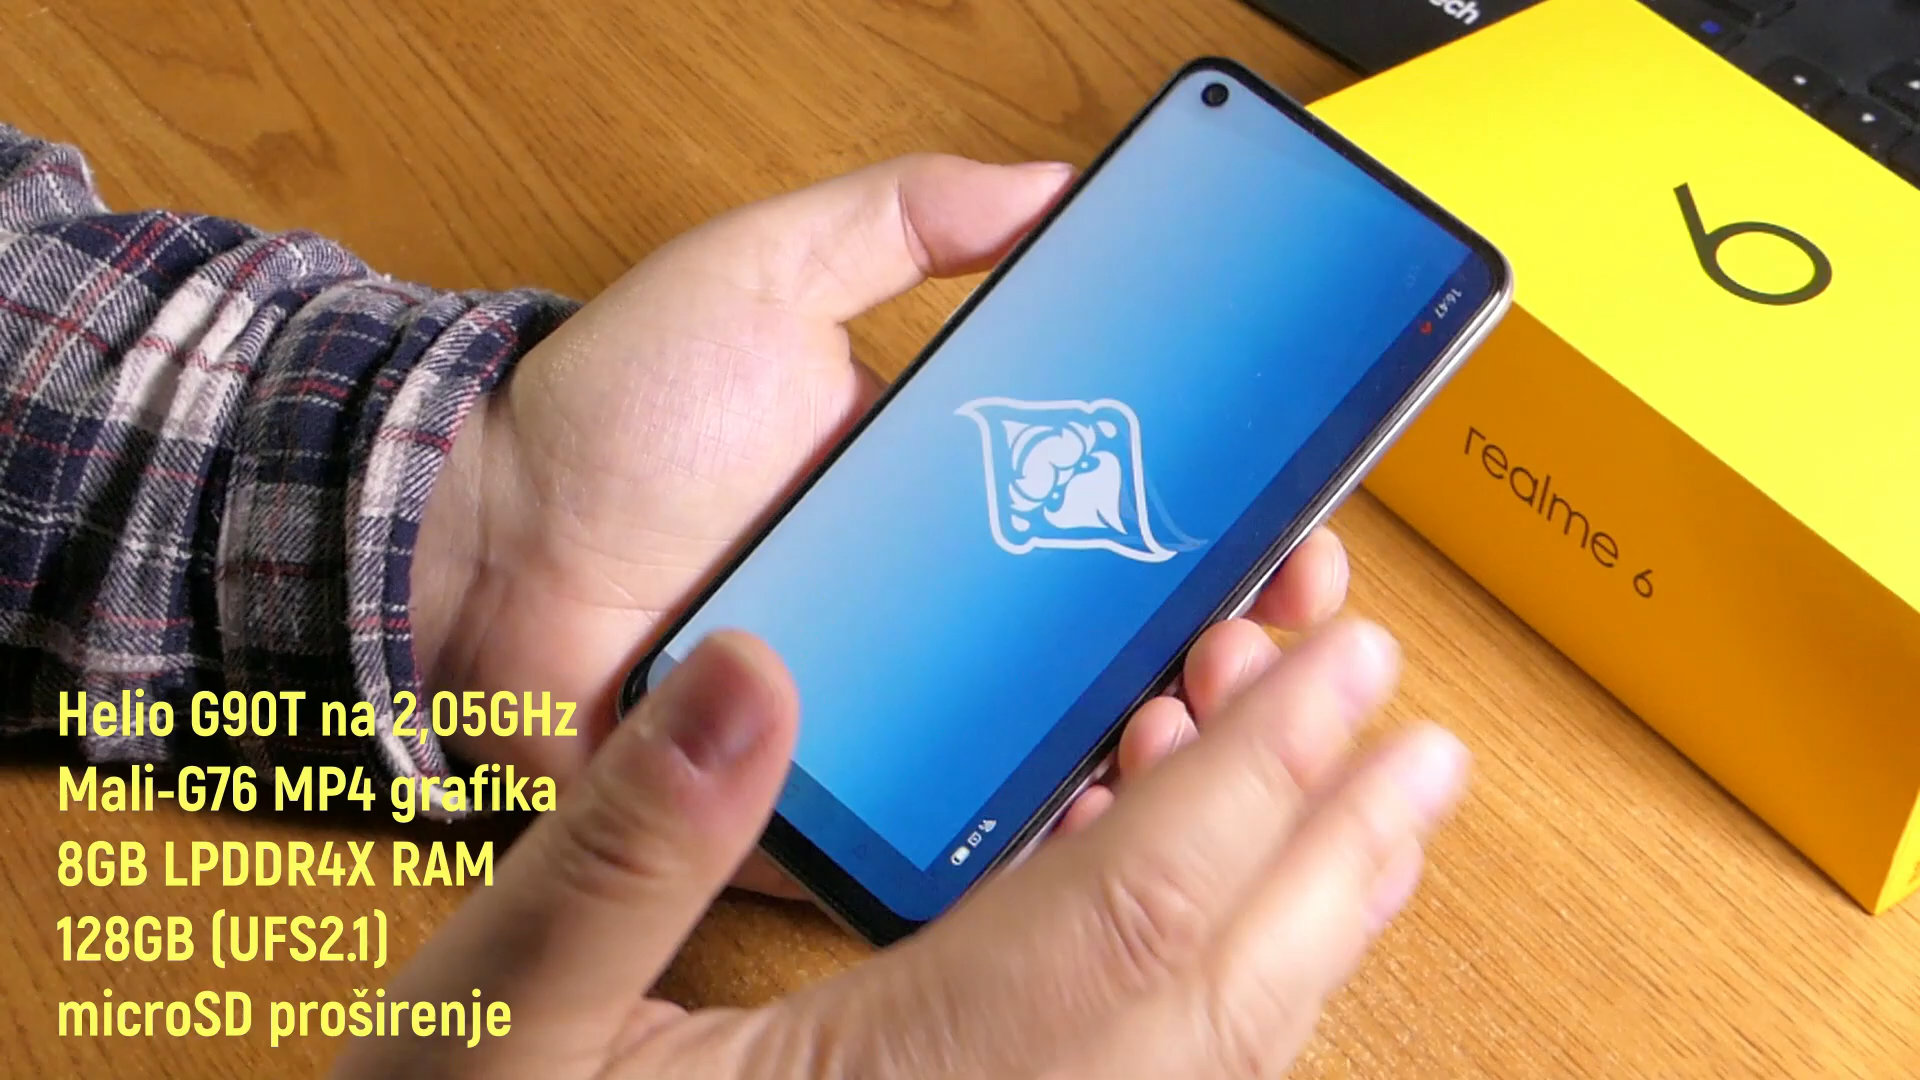 Helio G90T na 2,05GHz
Mali-G76 MP4 grafika
8GB LPDDR4X RAM
128GB (UFS2.1)
microSD proširenje
16:47
6
realme 6